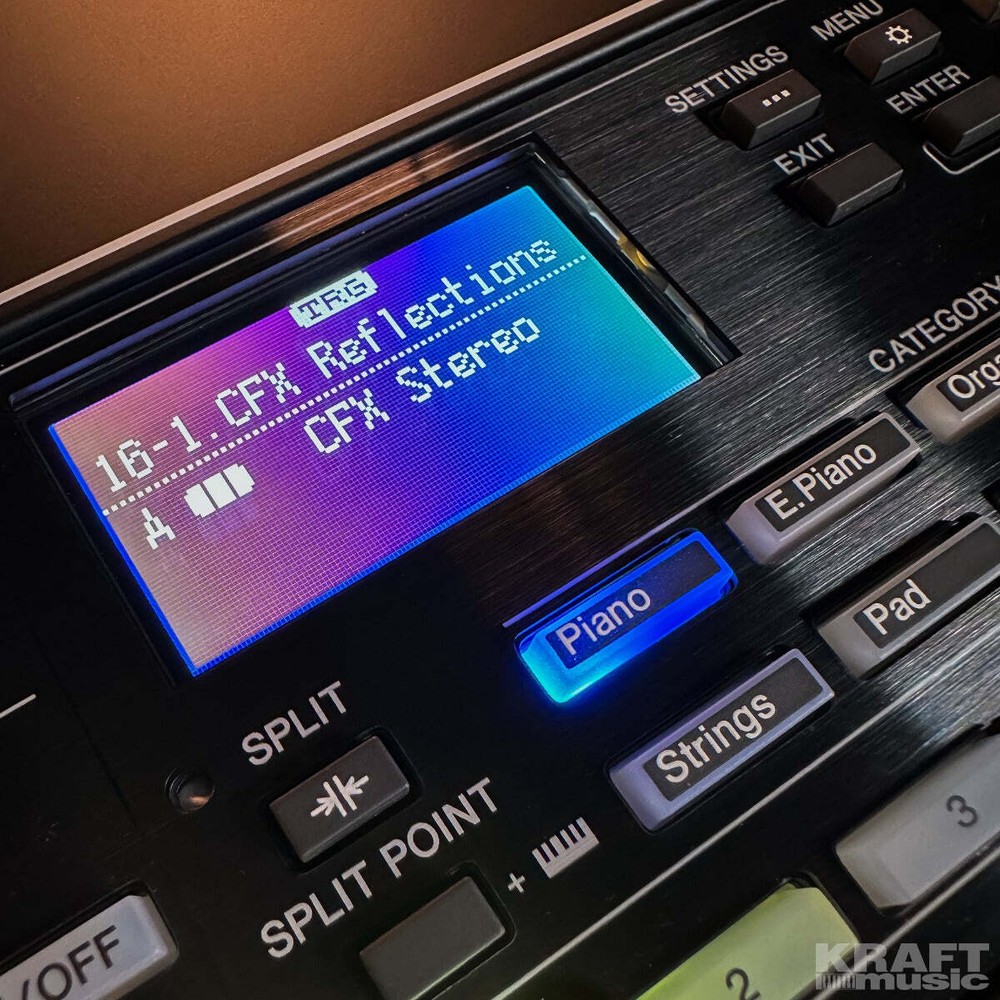 MENU
SETTINGS
ENTER
EXIT
TRG
16-1.CFX Reflections
A CFX Stereo
CATEGORY
E.Piano
Piano
Pad
Strings
SPLIT
SPLIT POINT
+
/OFF
3
2
KRAFT
music